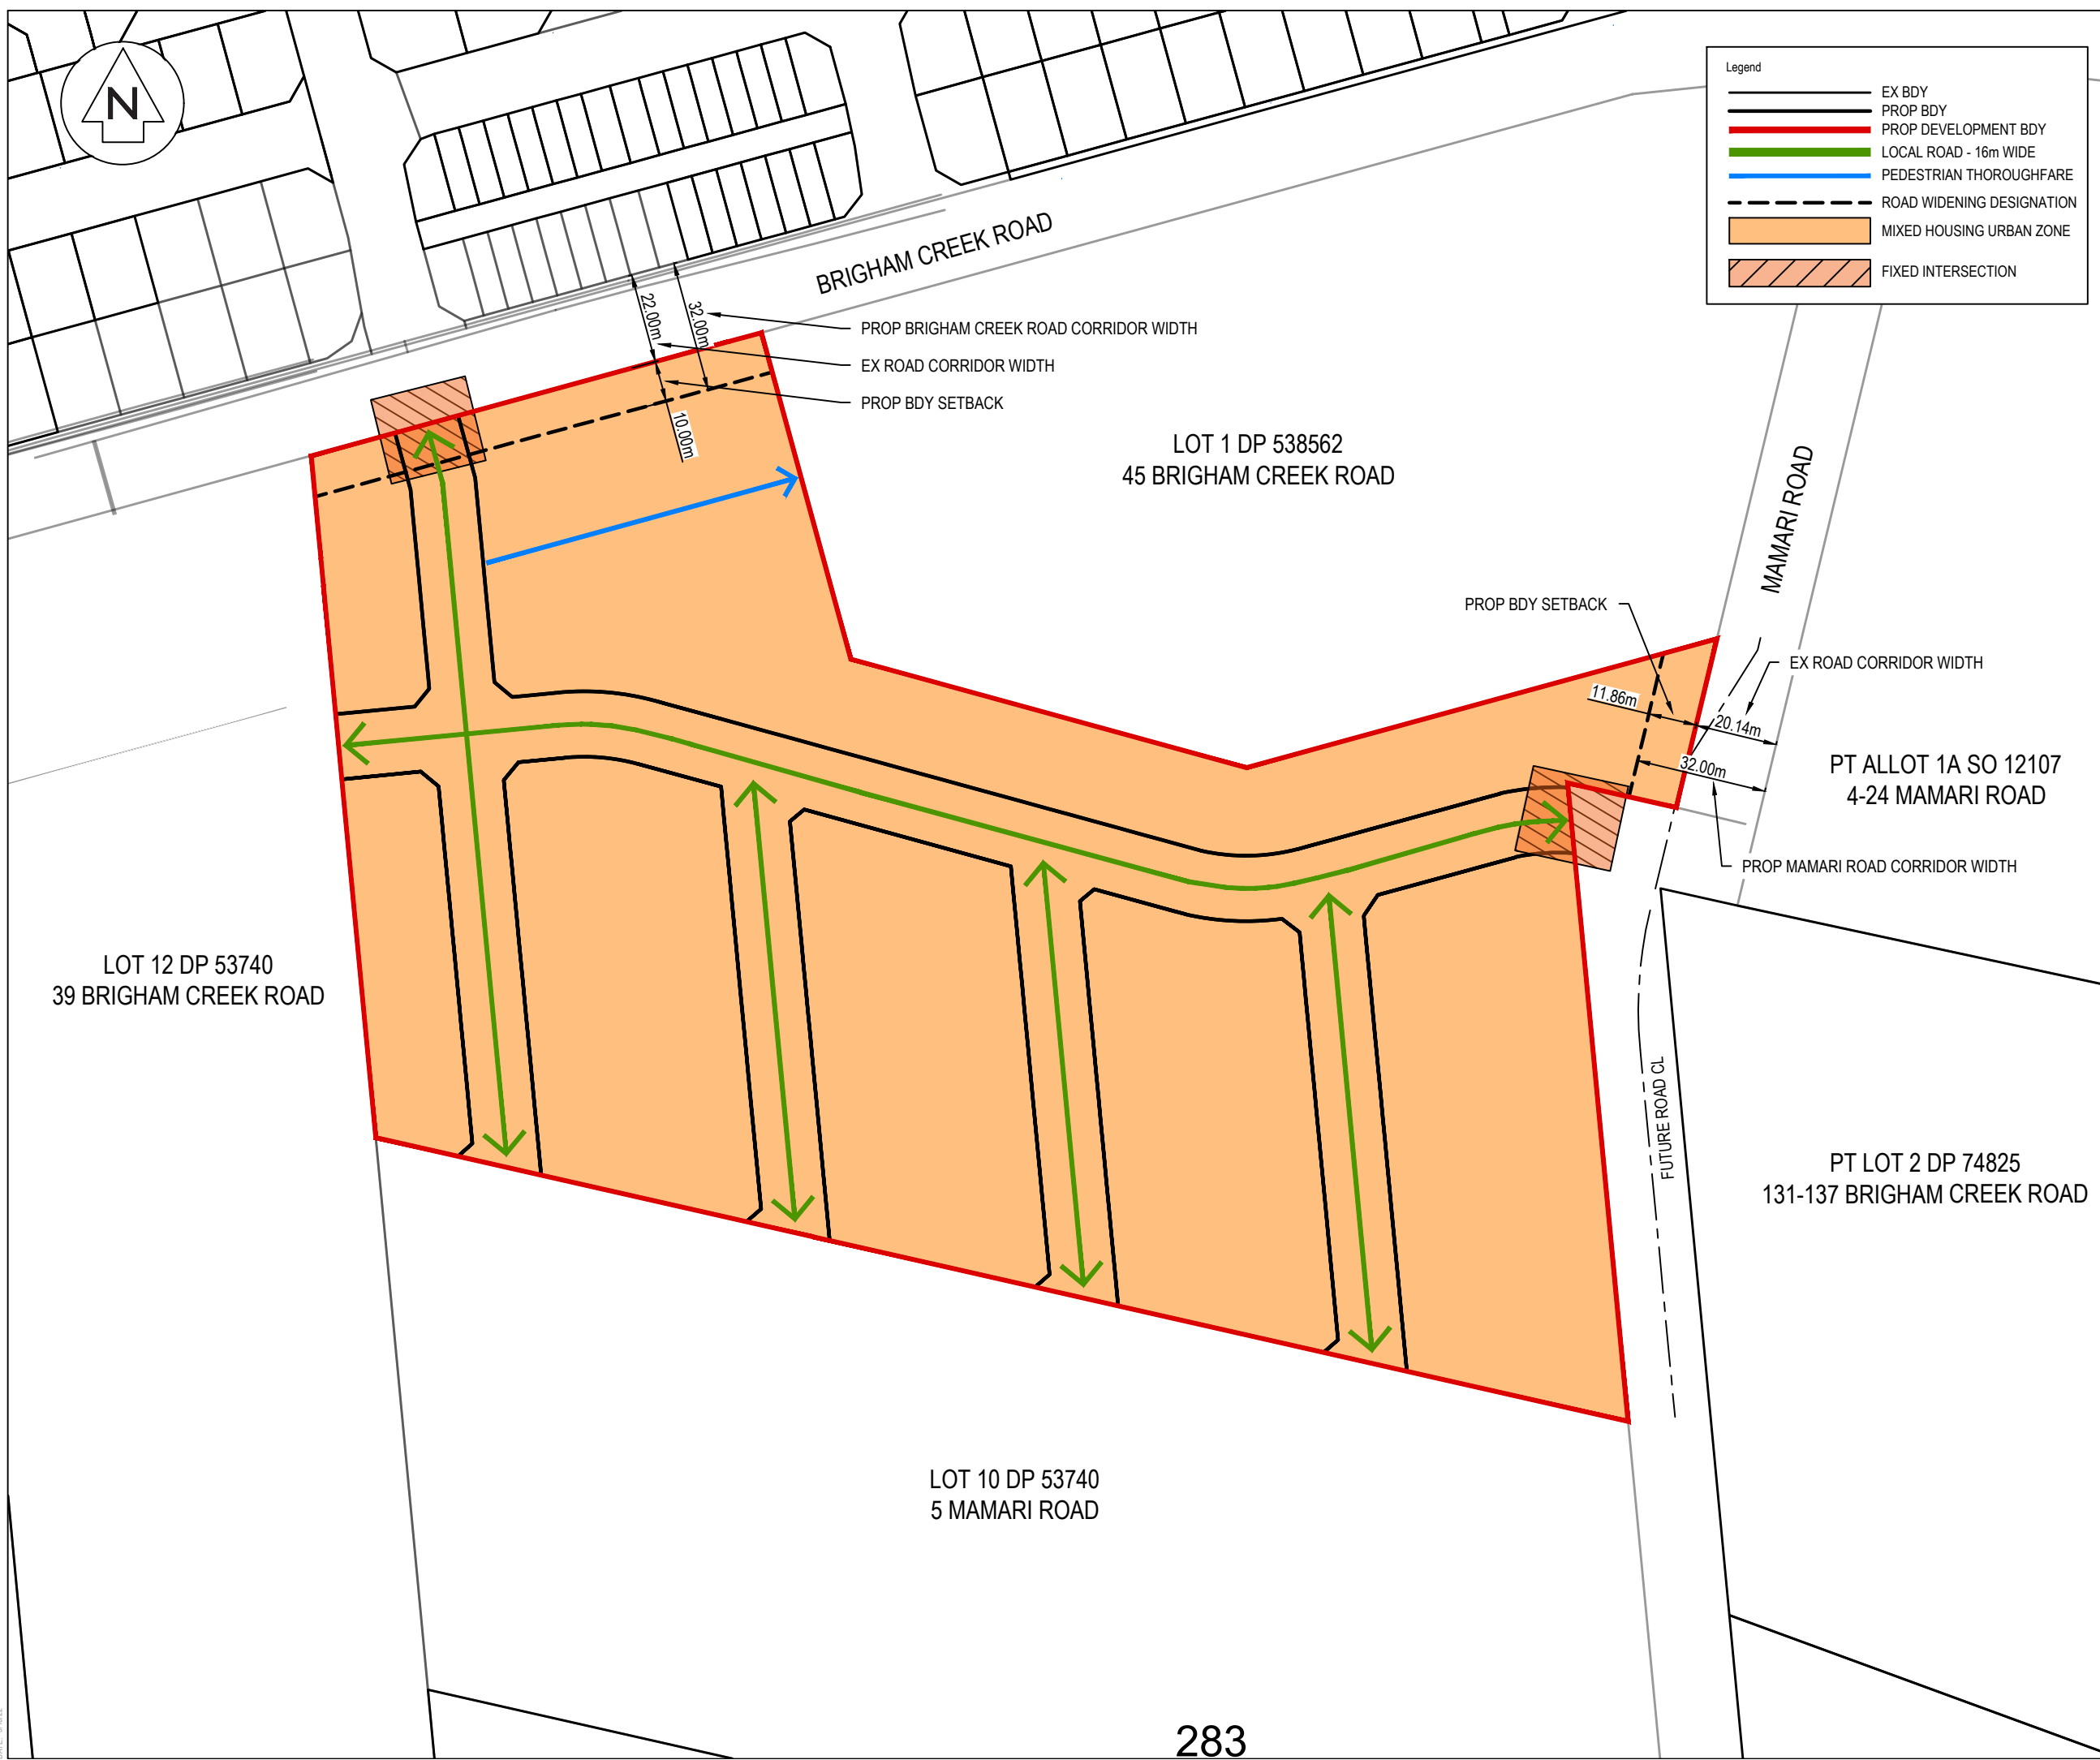 N
Legend
EX BDY
PROP BDY
PROP DEVELOPMENT BDY
LOCAL ROAD - 16m WIDE
PEDESTRIAN THOROUGHFARE
ROAD WIDENING DESIGNATION
MIXED HOUSING URBAN ZONE
FIXED INTERSECTION
BRIGHAM CREEK ROAD
22.00m
32.00m
PROP BRIGHAM CREEK ROAD CORRIDOR WIDTH
EX ROAD CORRIDOR WIDTH
PROP BDY SETBACK
10.00m
LOT 1 DP 538562
45 BRIGHAM CREEK ROAD
MAMARI ROAD
PROP BDY SETBACK
EX ROAD CORRIDOR WIDTH
11.86m
20.14m
32.00m
PT ALLOT 1A SO 12107
4-24 MAMARI ROAD
PROP MAMARI ROAD CORRIDOR WIDTH
LOT 12 DP 53740
39 BRIGHAM CREEK ROAD
FUTURE ROAD CL
PT LOT 2 DP 74825
131-137 BRIGHAM CREEK ROAD
LOT 10 DP 53740
5 MAMARI ROAD
283